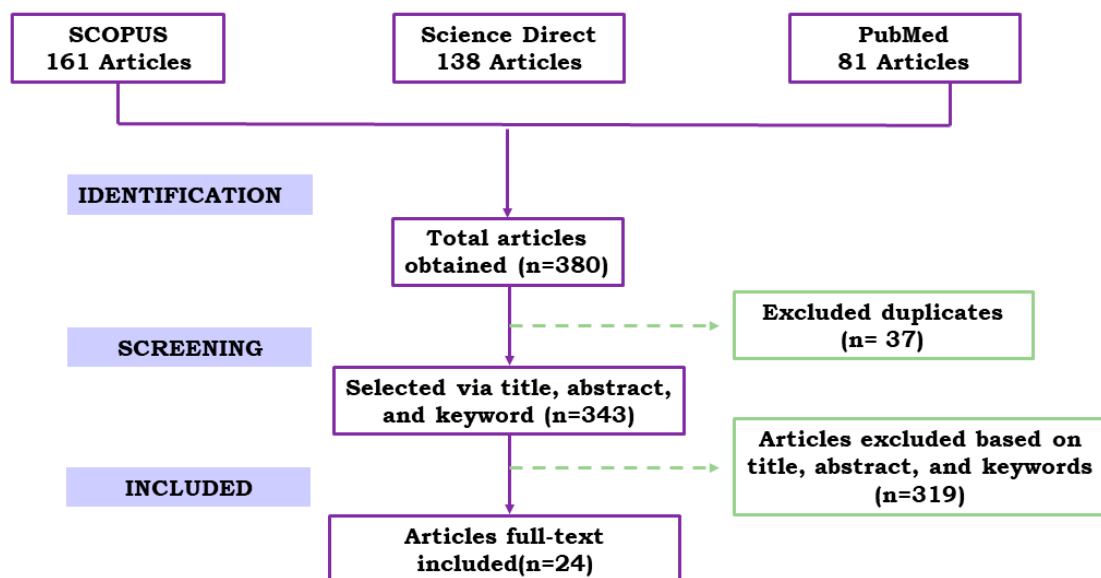 SCOPUS
161 Articles
Science Direct
138 Articles
PubMed
81 Articles
IDENTIFICATION
Total articles
obtained (n=380)
Excluded duplicates
(n= 37)
SCREENING
Selected via title, abstract,
and keyword (n=343)
Articles excluded based on
title, abstract, and keywords
(n=319)
INCLUDED
Articles full-text
included(n=24)